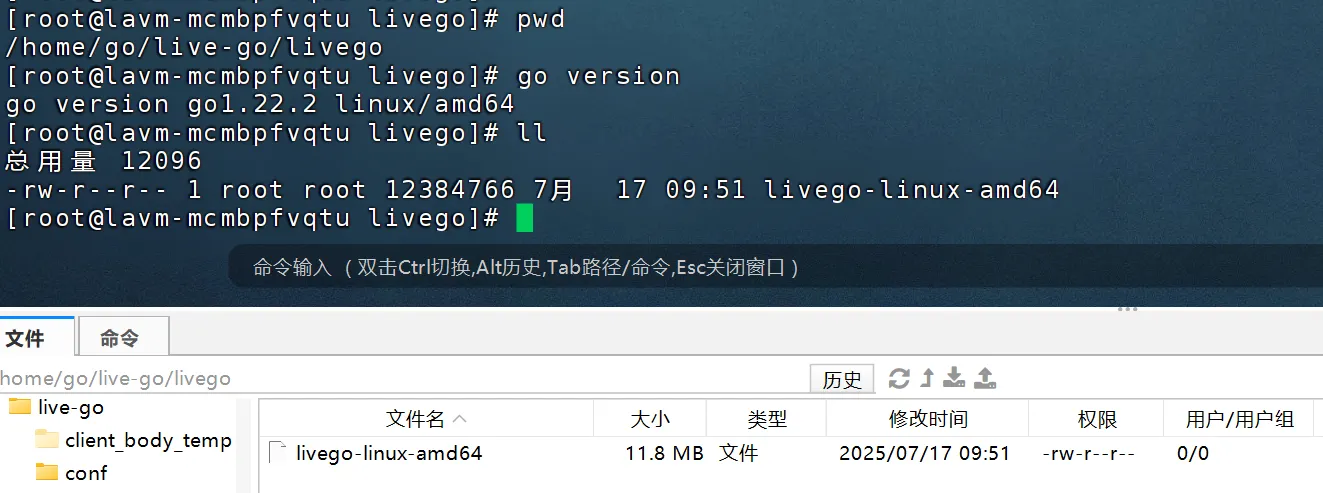 [root@lavm-mcmbpfvqtu livego]# pwd
/home/go/live-go/livego
[root@lavm-mcmbpfvqtu livego]# go version
go version go1.22.2 linux/amd64
[root@lavm-mcmbpfvqtu livego]# ll
总用量 12096
-rw-r--r-- 1 root root 12384766 7月  17 09:51 livego-linux-amd64
[root@lavm-mcmbpfvqtu livego]#
命令输入 (双击Ctrl切换,Alt历史,Tab路径/命令,Esc关闭窗口)
文件 命令
home/go/live-go/livego 历史
live-go 文件名 大小 类型 修改时间 权限 用户/用户组
client_body_temp livego-linux-amd64 11.8 MB 文件 2025/07/17 09:51 -rw-r--r-- 0/0
conf